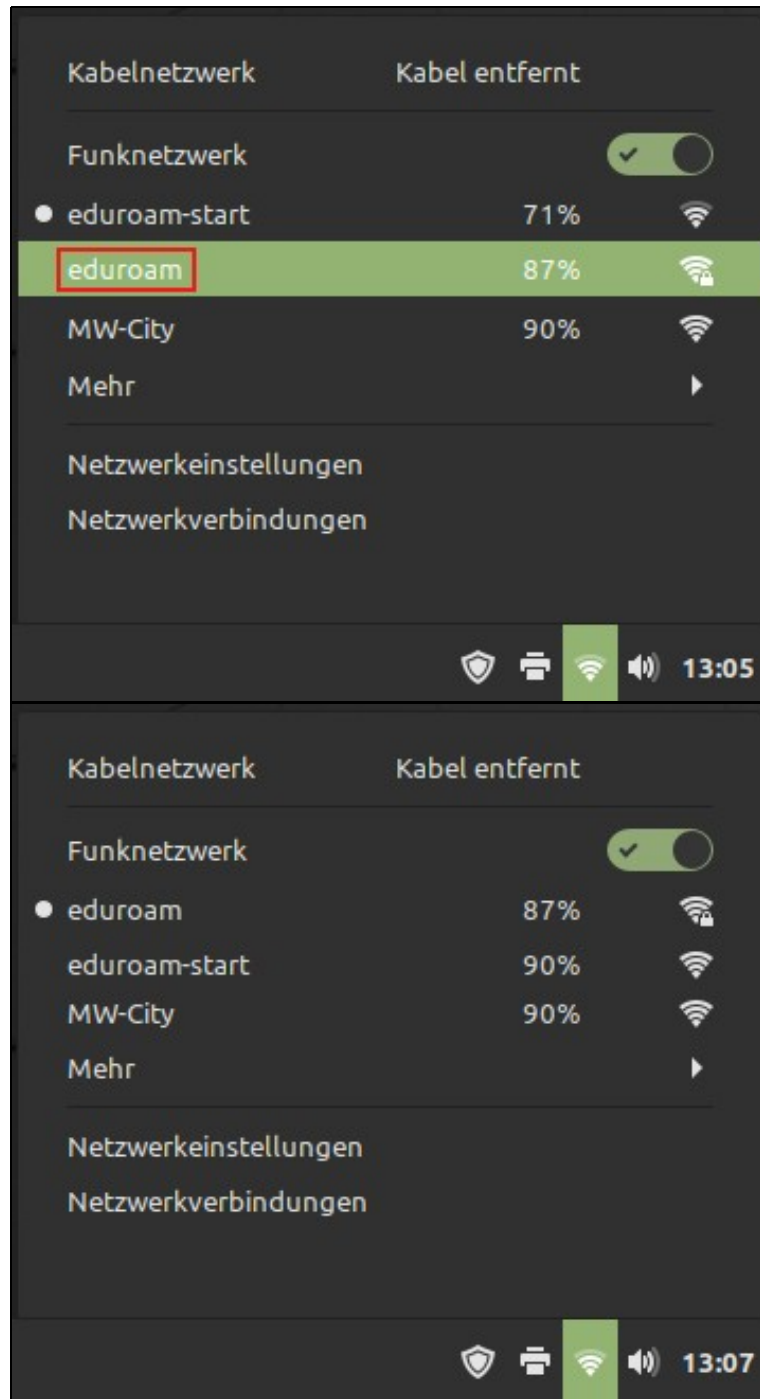 Kabelnetzwerk Kabel entfernt
Funknetzwerk
eduroam-start 71%
eduroam 87%
MW-City 90%
Mehr
Netzwerkeinstellungen
Netzwerkverbindungen
13:05
Kabelnetzwerk Kabel entfernt
Funknetzwerk
eduroam 87%
eduroam-start 90%
MW-City 90%
Mehr
Netzwerkeinstellungen
Netzwerkverbindungen
13:07